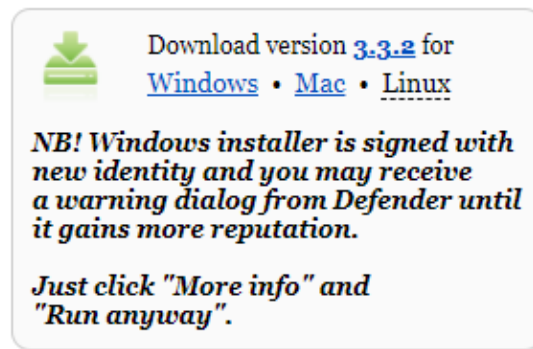 Download version 3.3.2 for
Windows • Mac • Linux
NB! Windows installer is signed with
new identity and you may receive
a warning dialog from Defender until
it gains more reputation.
Just click "More info" and
"Run anyway".